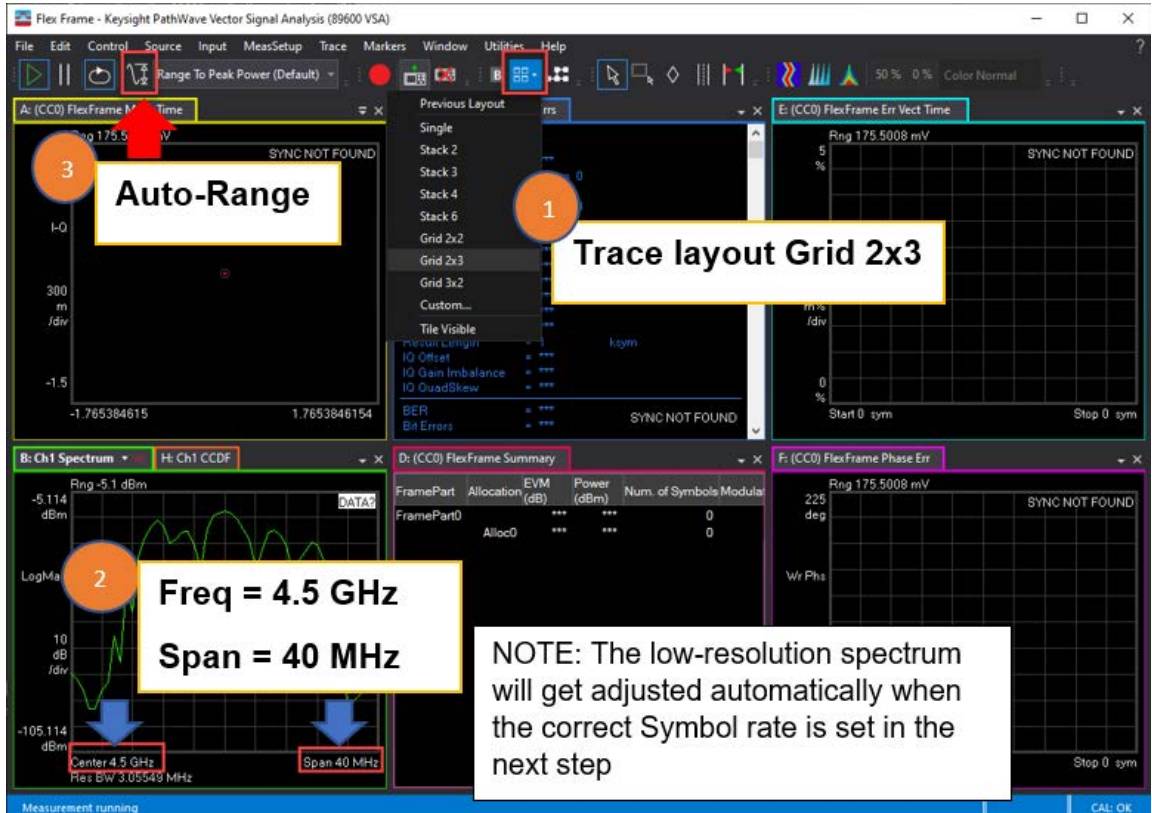 Flex Frame - Keysight PathWave Vector Signal Analysis (89600 VSA)
File Edit Control Source Input MeasSetup Trace Markers Window Utilities Help ?
Range To Peak Power (Default) B 50 % 0 % Color Normal
A: (CC0) FlexFrame M Time
Rng 175.5 V
SYNC NOT FOUND
3
Auto-Range
I-Q
300
m
/div
-1.5
-1.765384615 1.7653846154
Previous Layout
Single
Stack 2
Stack 3
Stack 4
Stack 6
Grid 2x2
Grid 2x3
Grid 3x2
Custom...
Tile Visible
rrs
***
0
1
Trace layout Grid 2x3
Result Length = 1 ksym
IQ Offset = ***
IQ Gain Imbalance = ***
IQ QuadSkew = ***
BER = ***
Bit Errors = ***
SYNC NOT FOUND
E: (CC0) FlexFrame Err Vect Time
Rng 175.5008 mV
5
%
SYNC NOT FOUND
m%
/div
0
%
Start 0 sym Stop 0 sym
B: Ch1 Spectrum H: Ch1 CCDF
Rng -5.1 dBm
-5.114
dBm
DATA?
LogMa
2
Freq = 4.5 GHz
Span = 40 MHz
10
dB
/div
-105.114
dBm
Center 4.5 GHz Span 40 MHz
Res BW 3.05549 MHz
D: (CC0) FlexFrame Summary
FramePart Allocation EVM (dB) Power (dBm) Num. of Symbols Modula
FramePart0 *** *** 0
Alloc0 *** *** 0
F: (CC0) FlexFrame Phase Err
Rng 175.5008 mV
225
deg
SYNC NOT FOUND
Wr Phs
Stop 0 sym
NOTE: The low-resolution spectrum
will get adjusted automatically when
the correct Symbol rate is set in the
next step
Measurement running CAL: OK